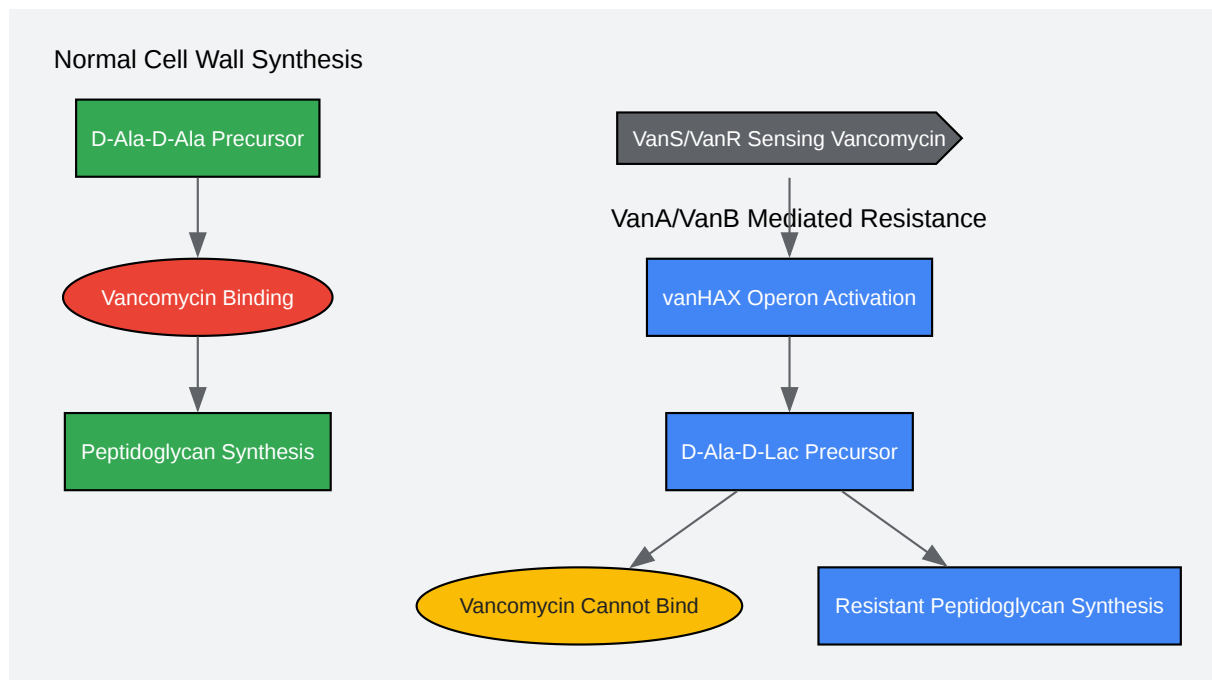 Normal Cell Wall Synthesis
D-Ala-D-Ala Precursor
Vancomycin Binding
Peptidoglycan Synthesis
VanS/VanR Sensing Vancomycin
VanA/VanB Mediated Resistance
vanHAX Operon Activation
D-Ala-D-Lac Precursor
Vancomycin Cannot Bind
Resistant Peptidoglycan Synthesis